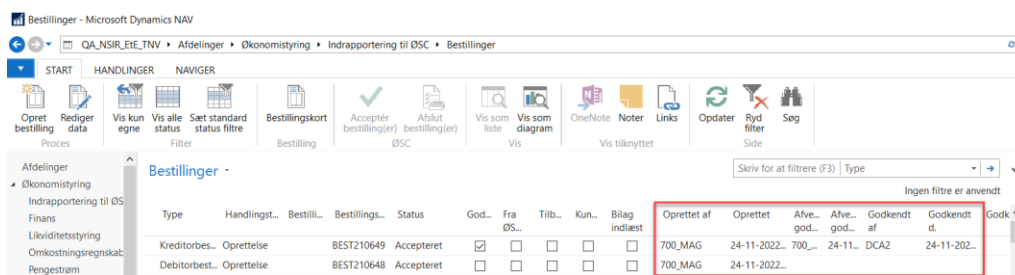 Bestillinger - Microsoft Dynamics NAV
QA_NSIR_EtE_TNV ▸ Afdelinger ▸ Økonomistyring ▸ Indrapportering til ØSC ▸ Bestillinger
START HANDLINGER NAVIGER
Opret bestilling
Rediger data
Vis kun egne
Vis alle status
Sæt standard status filtre
Bestillingskort
Acceptér bestilling(er)
Afslut bestilling(er)
Vis som liste
Vis som diagram
OneNote
Noter
Links
Opdater
Ryd filter
Søg
Proces
Filter
Bestilling
ØSC
Vis
Vis tilknyttet
Side
Afdelinger
Økonomistyring
Indrapportering til ØS
Finans
Likviditetsstyring
Omkostningsregnskab
Pengestrøm
Bestillinger
Skriv for at filtrere (F3) Type
Ingen filtre er anvendt
Type Handlingst... Bestilli... Bestillings... Status God... Fra ØS... Tilb... Kun... Bilag indlæst Oprettet af Oprettet Afve... god... Afve... god... Godkendt af Godkendt d. Godk
Kreditorbes... Oprettelse BEST210649 Accepteret 700_MAG 24-11-2022... 700_... 24-11... DCA2 24-11-202...
Debitorbest... Oprettelse BEST210648 Accepteret 700_MAG 24-11-2022...